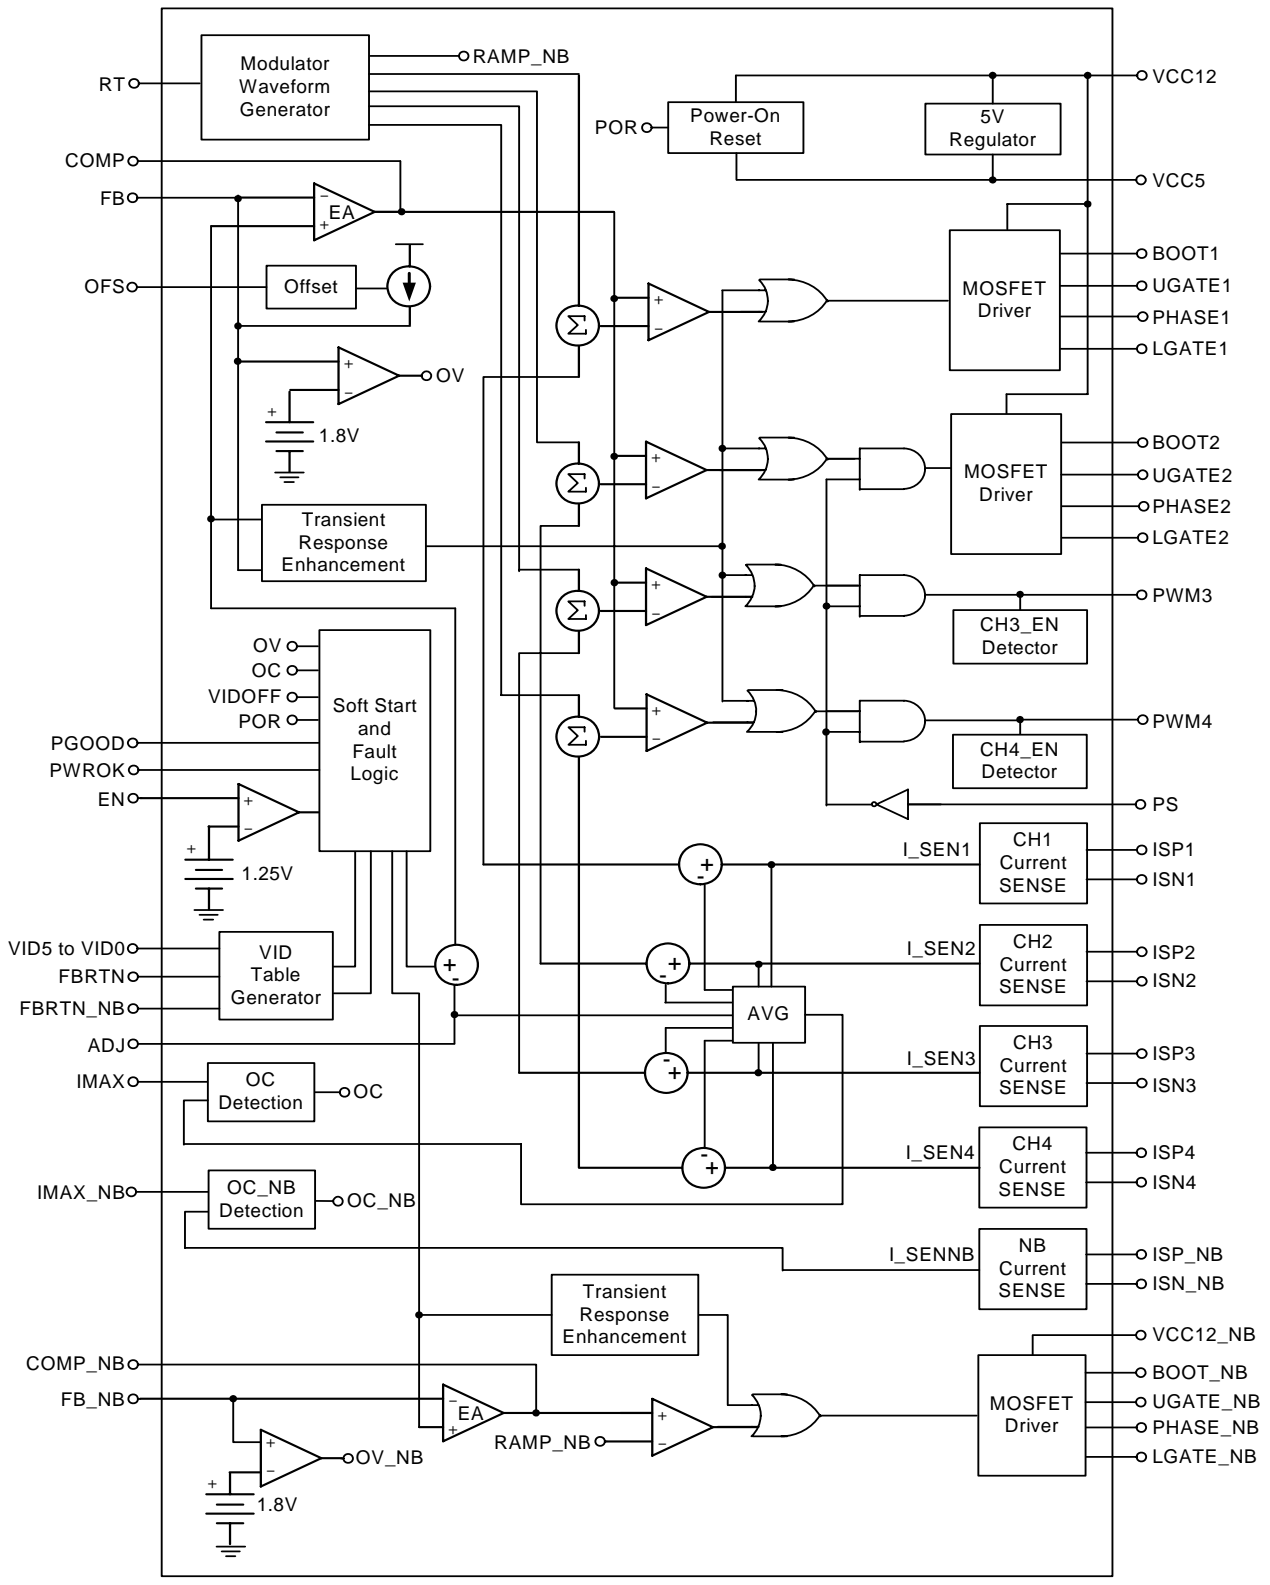 Modulator
Waveform
Generator
RAMP_NB
RT
COMP
FB
EA
OFS
Offset
OV
1.8V
Power-On
Reset
POR
5V
Regulator
VCC12
VCC5
MOSFET
Driver
BOOT1
UGATE1
PHASE1
LGATE1
Σ
MOSFET
Driver
BOOT2
UGATE2
PHASE2
LGATE2
Σ
Transient
Response
Enhancement
Σ
PWM3
CH3_EN
Detector
Σ
PWM4
CH4_EN
Detector
PS
OV
OC
VIDOFF
POR
PGOOD
PWROK
EN
Soft Start
and
Fault
Logic
1.25V
VID5 to VID0
FBRTN
FBRTN_NB
VID
Table
Generator
ADJ
IMAX
OC
Detection
OC
IMAX_NB
OC_NB
Detection
OC_NB
AVG
I_SEN1
CH1
Current
SENSE
ISP1
ISN1
I_SEN2
CH2
Current
SENSE
ISP2
ISN2
I_SEN3
CH3
Current
SENSE
ISP3
ISN3
I_SEN4
CH4
Current
SENSE
ISP4
ISN4
I_SENNB
NB
Current
SENSE
ISP_NB
ISN_NB
Transient
Response
Enhancement
COMP_NB
FB_NB
EA
RAMP_NB
OV_NB
1.8V
MOSFET
Driver
VCC12_NB
BOOT_NB
UGATE_NB
PHASE_NB
LGATE_NB